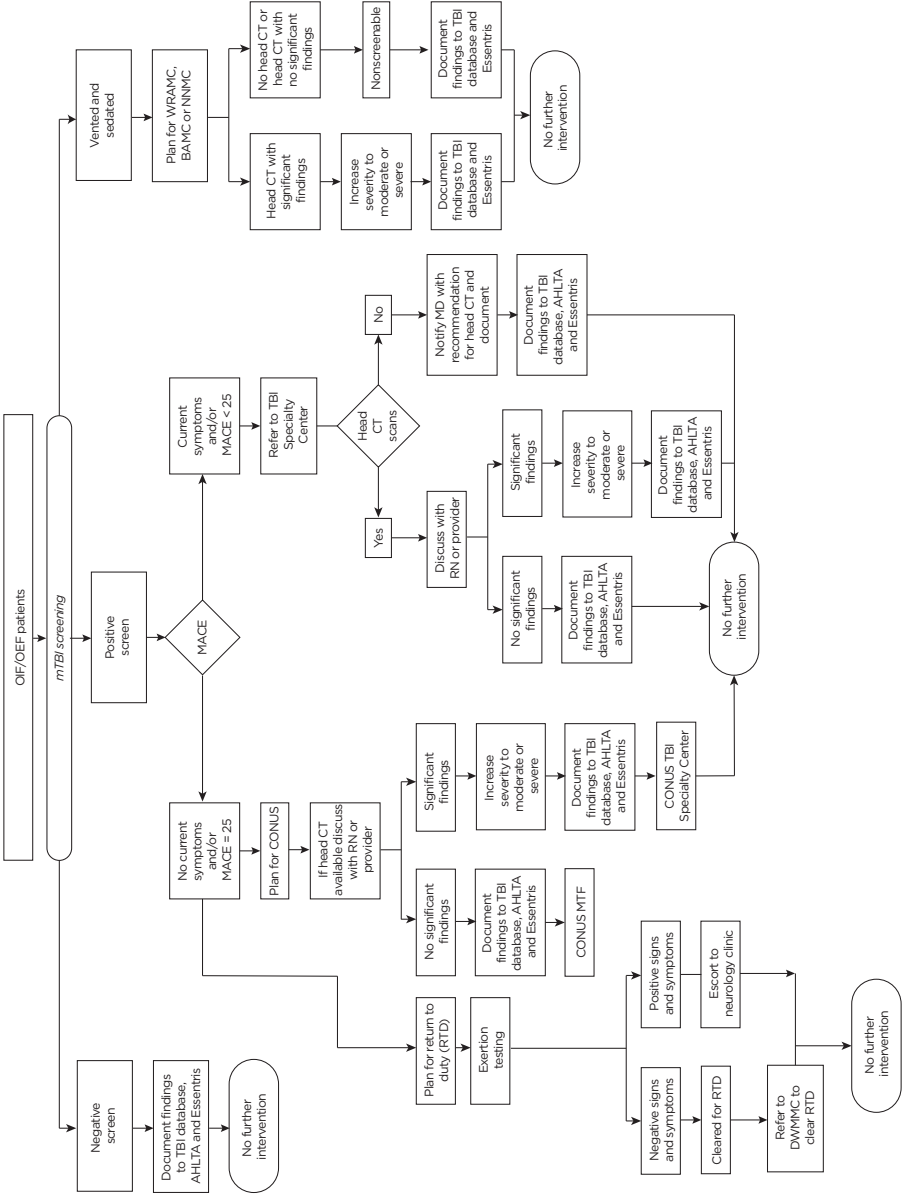 OIF/OEF patients
mTBI screening
Negative
screen
Document findings
to TBI database,
AHLTA and Essentris
No further
intervention
Positive
screen
MACE
No current
symptoms
and/or
MACE = 25
Plan for return to
duty (RTD)
Exertion
testing
Negative signs
and symptoms
Cleared for RTD
Refer to
DWMMC to
clear RTD
Positive signs
and symptoms
Escort to
neurology clinic
No further
intervention
Plan for CONUS
If head CT
available discuss
with RN or
provider
No significant
findings
Document
findings to TBI
database, AHLTA
and Essentris
CONUS MTF
Significant
findings
Increase
severity to
moderate or
severe
Document
findings to TBI
database, AHLTA
and Essentris
CONUS TBI
Specialty Center
Current
symptoms
and/or
MACE < 25
Refer to TBI
Specialty
Center
Head
CT
scans
Yes
Discuss with
RN or provider
No significant
findings
Document
findings to TBI
database, AHLTA
and Essentris
Significant
findings
Increase
severity to
moderate or
severe
Document
findings to TBI
database, AHLTA
and Essentris
No
Notify MD with
recommendation
for head CT and
document
Document
findings to TBI
database, AHLTA
and Essentris
No further
intervention
Vented and
sedated
Plan for WRAMC,
BAMC or NNMC
Head CT with
significant
findings
Increase
severity to
moderate or
severe
Document
findings to TBI
database and
Essentris
No head CT or
head CT with
no significant
findings
Nonscreenable
Document
findings to TBI
database and
Essentris
No further
intervention